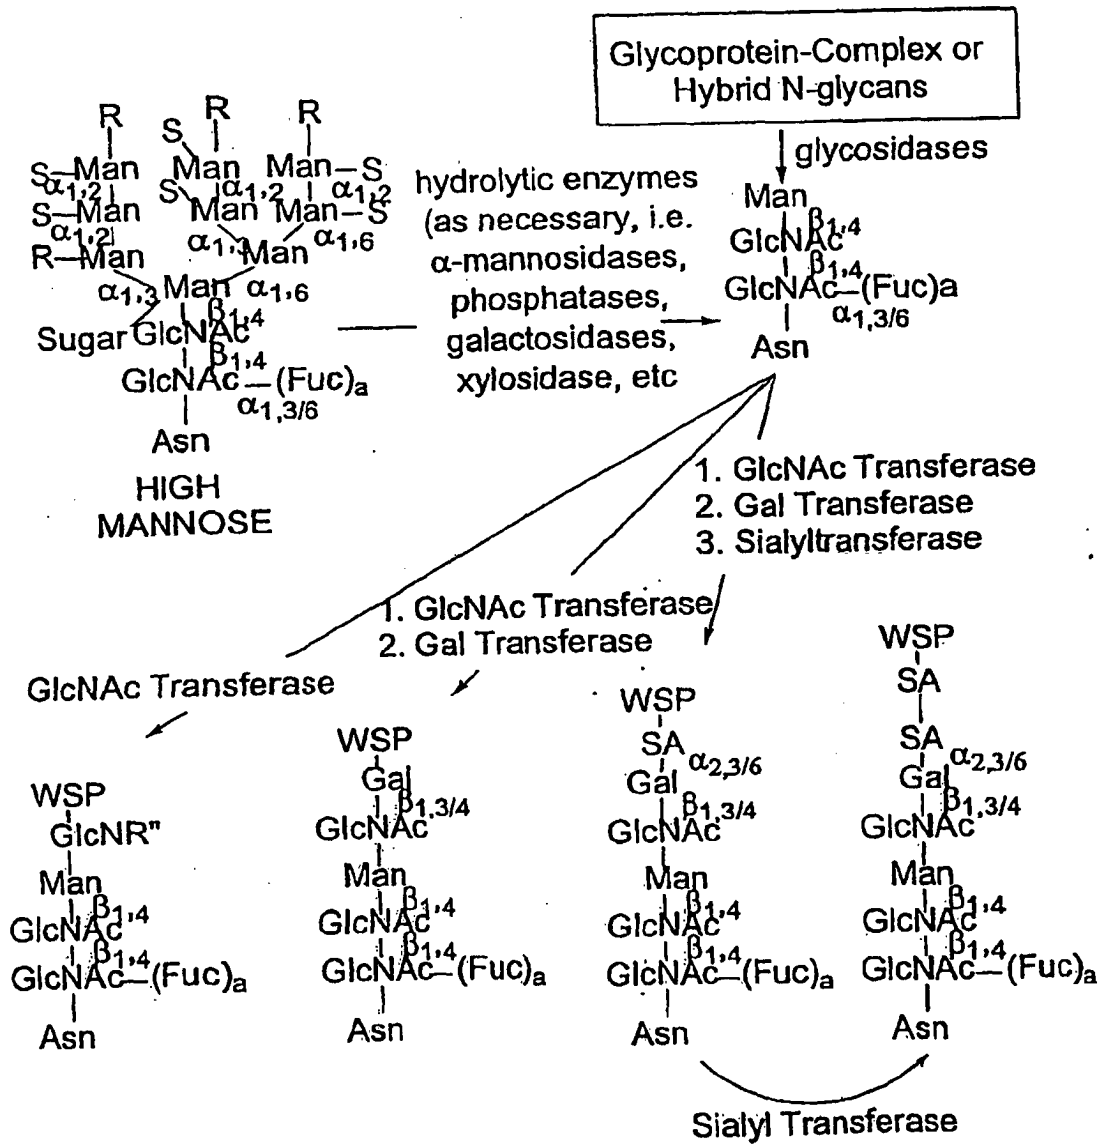 Glycoprotein-Complex or
Hybrid N-glycans
glycosidases
R
S R R
S-Man Man Man-S
α1,2 α1,2 α1,2
S-Man S Man Man-S
α1,2 α1,3 α1,6
R-Man Man
α1,3 Man α1,6
β1,4
Sugar GlcNAc
β1,4
GlcNAc-(Fuc)a
α1,3/6
Asn
HIGH
MANNOSE
hydrolytic enzymes
(as necessary, i.e.
α-mannosidases,
phosphatases,
galactosidases,
xylosidase, etc
Man
β1,4
GlcNAc
β1,4
GlcNAc-(Fuc)a
α1,3/6
Asn
1. GlcNAc Transferase
2. Gal Transferase
3. Sialyltransferase
1. GlcNAc Transferase
2. Gal Transferase
GlcNAc Transferase
WSP
GlcNR"
Man
β1,4
GlcNAc
β1,4
GlcNAc-(Fuc)a
Asn
WSP
Gal
β1,3/4
GlcNAc
Man
β1,4
GlcNAc
β1,4
GlcNAc-(Fuc)a
Asn
WSP
SA
α2,3/6
Gal
β1,3/4
GlcNAc
Man
β1,4
GlcNAc
β1,4
GlcNAc-(Fuc)a
Asn
WSP
SA
SA
α2,3/6
Gal
β1,3/4
GlcNAc
Man
β1,4
GlcNAc
β1,4
GlcNAc-(Fuc)a
Asn
Sialyl Transferase